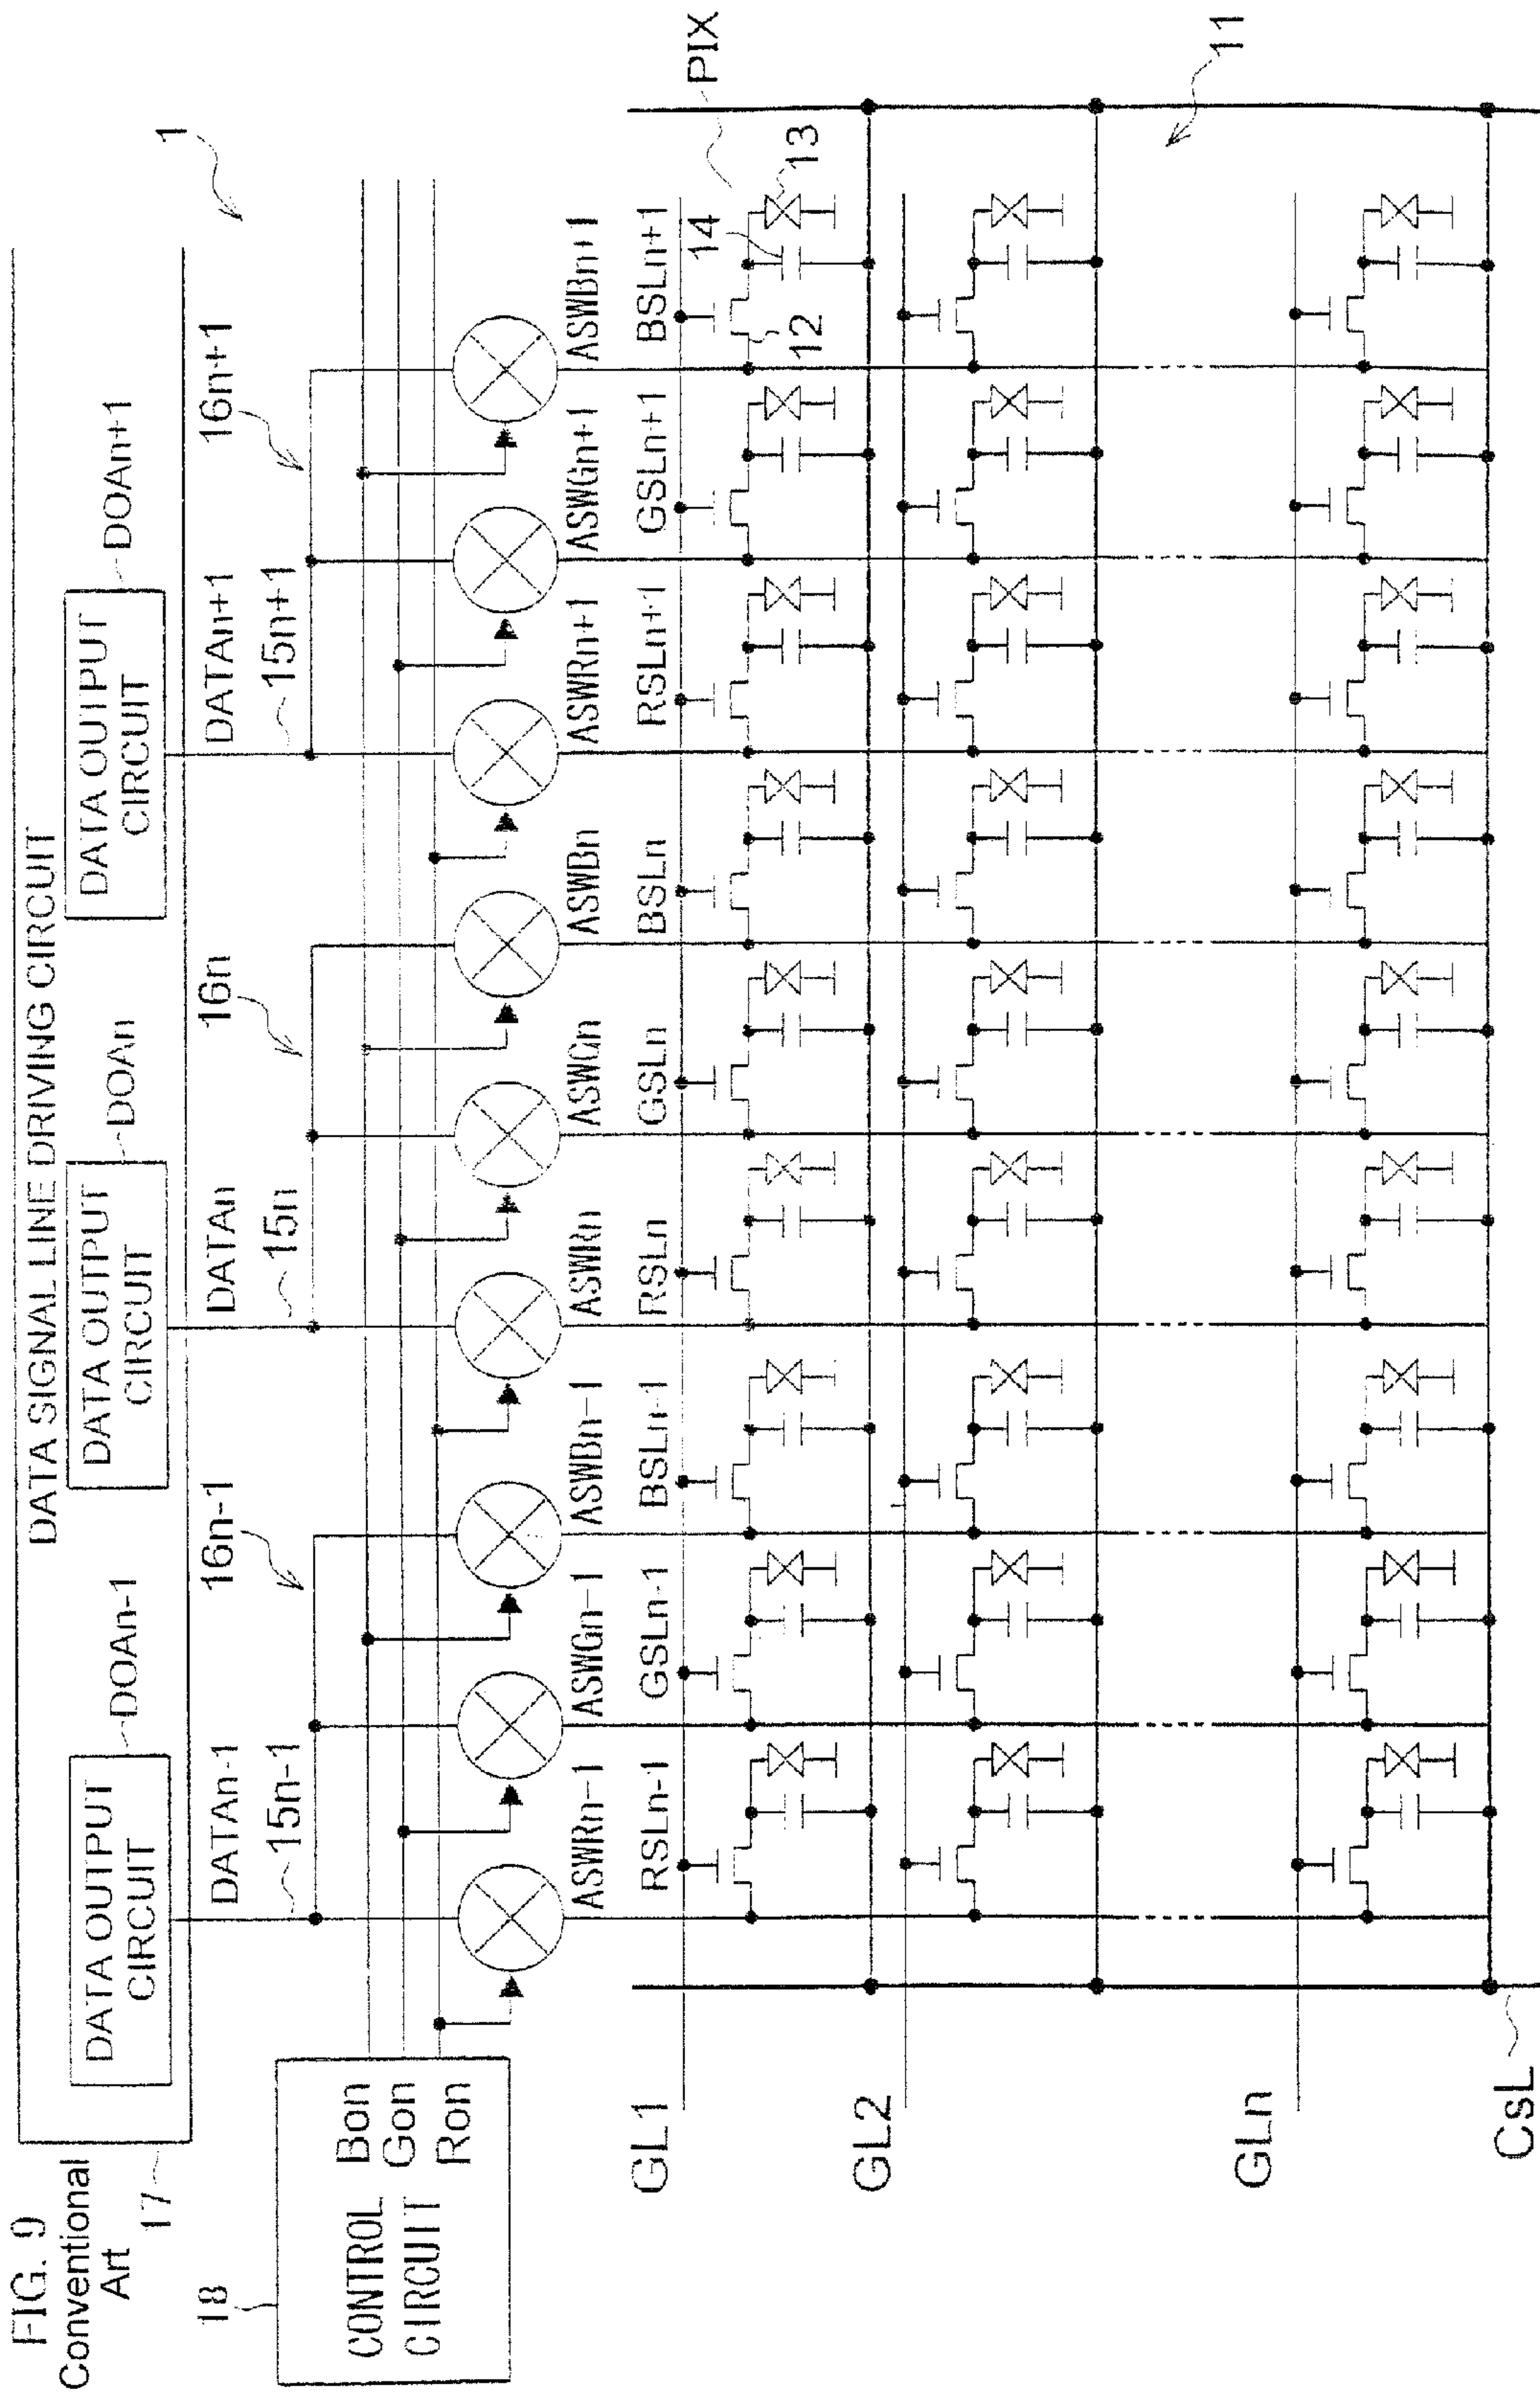 FIG. 9
Conventional
Art
DATA SIGNAL LINE DRIVING CIRCUIT
17
DATA OUTPUT
CIRCUIT
DOAn-1
DATA OUTPUT
CIRCUIT
DOAn
DATA OUTPUT
CIRCUIT
DOAn+1
1
DATAn-1
15n-1
16n-1
DATAn
15n
16n
DATAn+1
15n+1
16n+1
18
CONTROL
CIRCUIT
Bon
Gon
Ron
ASWRn-1
ASWGn-1
ASWBn-1
ASWRn
ASWGn
ASWBn
ASWRn+1
ASWGn+1
ASWBn+1
RSLn-1
GSLn-1
BSLn-1
RSLn
GSLn
BSLn
RSLn+1
GSLn+1
BSLn+1
PIX
GL1
12
14
13
GL2
11
GLn
CsL